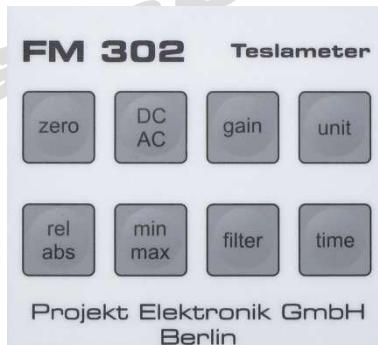 FM 302 Teslameter
zero DC AC gain unit
rel abs min max filter time
Projekt Elektronik GmbH
Berlin